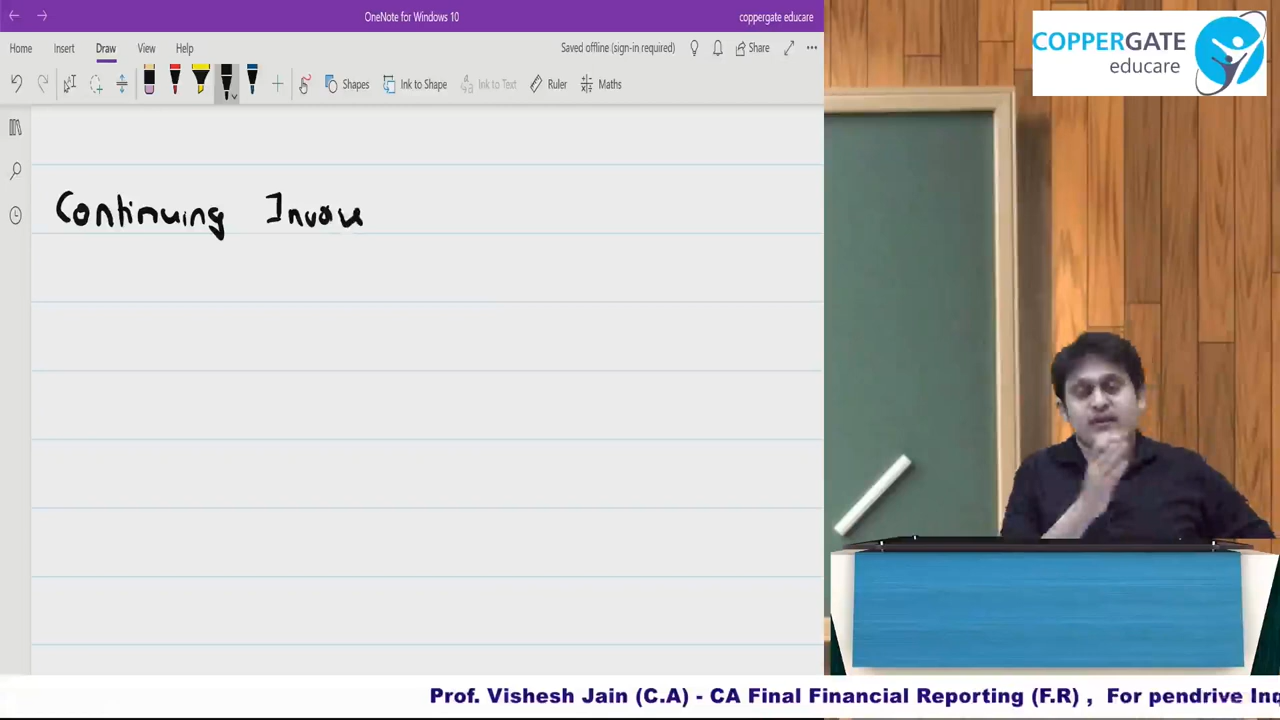 OneNote for Windows 10
coppergate educare
Home Insert Draw View Help
Saved offline (sign-in required)
Share
Shapes
Ink to Shape
Ink to Text
Ruler
Maths
COPPERGATE
educare
Continuing Invove
Prof. Vishesh Jain (C.A) - CA Final Financial Reporting (F.R) , For pendrive Inq